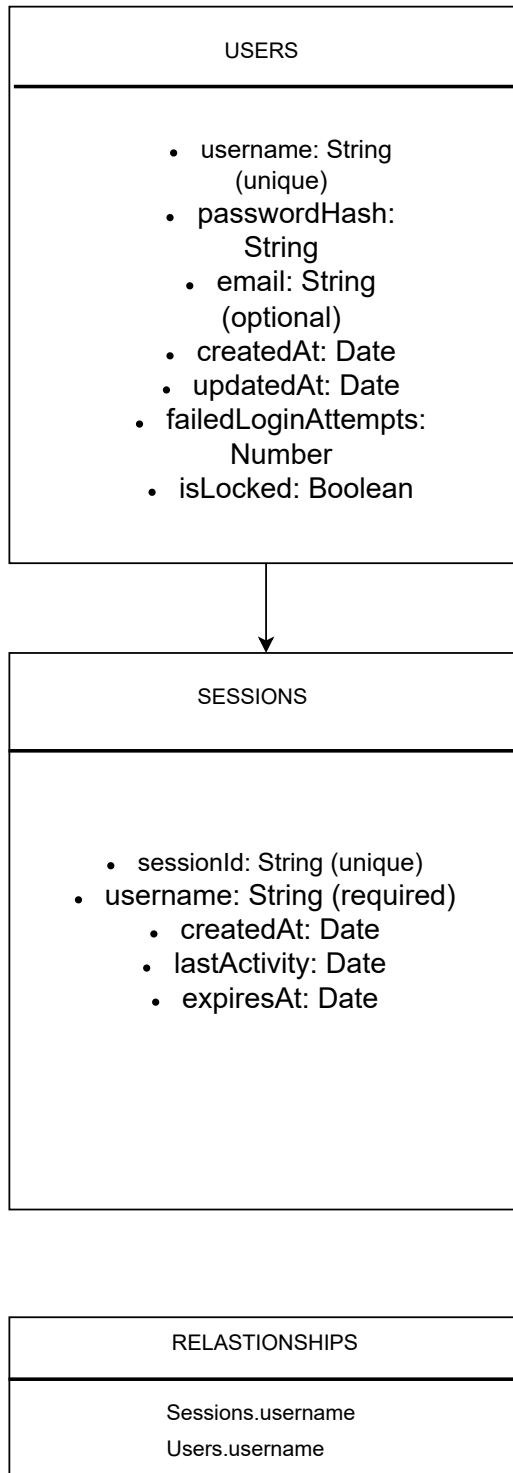 USERS
• username: String
(unique)
• passwordHash:
String
• email: String
(optional)
• createdAt: Date
• updatedAt: Date
• failedLoginAttempts:
Number
• isLocked: Boolean
SESSIONS
• sessionId: String (unique)
• username: String (required)
• createdAt: Date
• lastActivity: Date
• expiresAt: Date
RELASTIONSHIPS
Sessions.username
Users.username